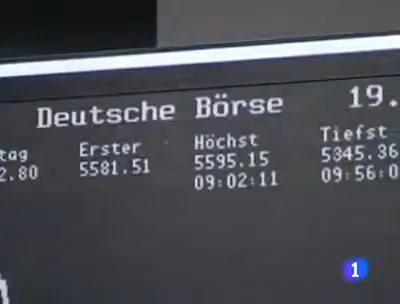 Deutsche Börse 19.
tag Erster Höchst Tiefst
2.80 5581.51 5595.15 5345.36
09:02:11 09:56:0
1